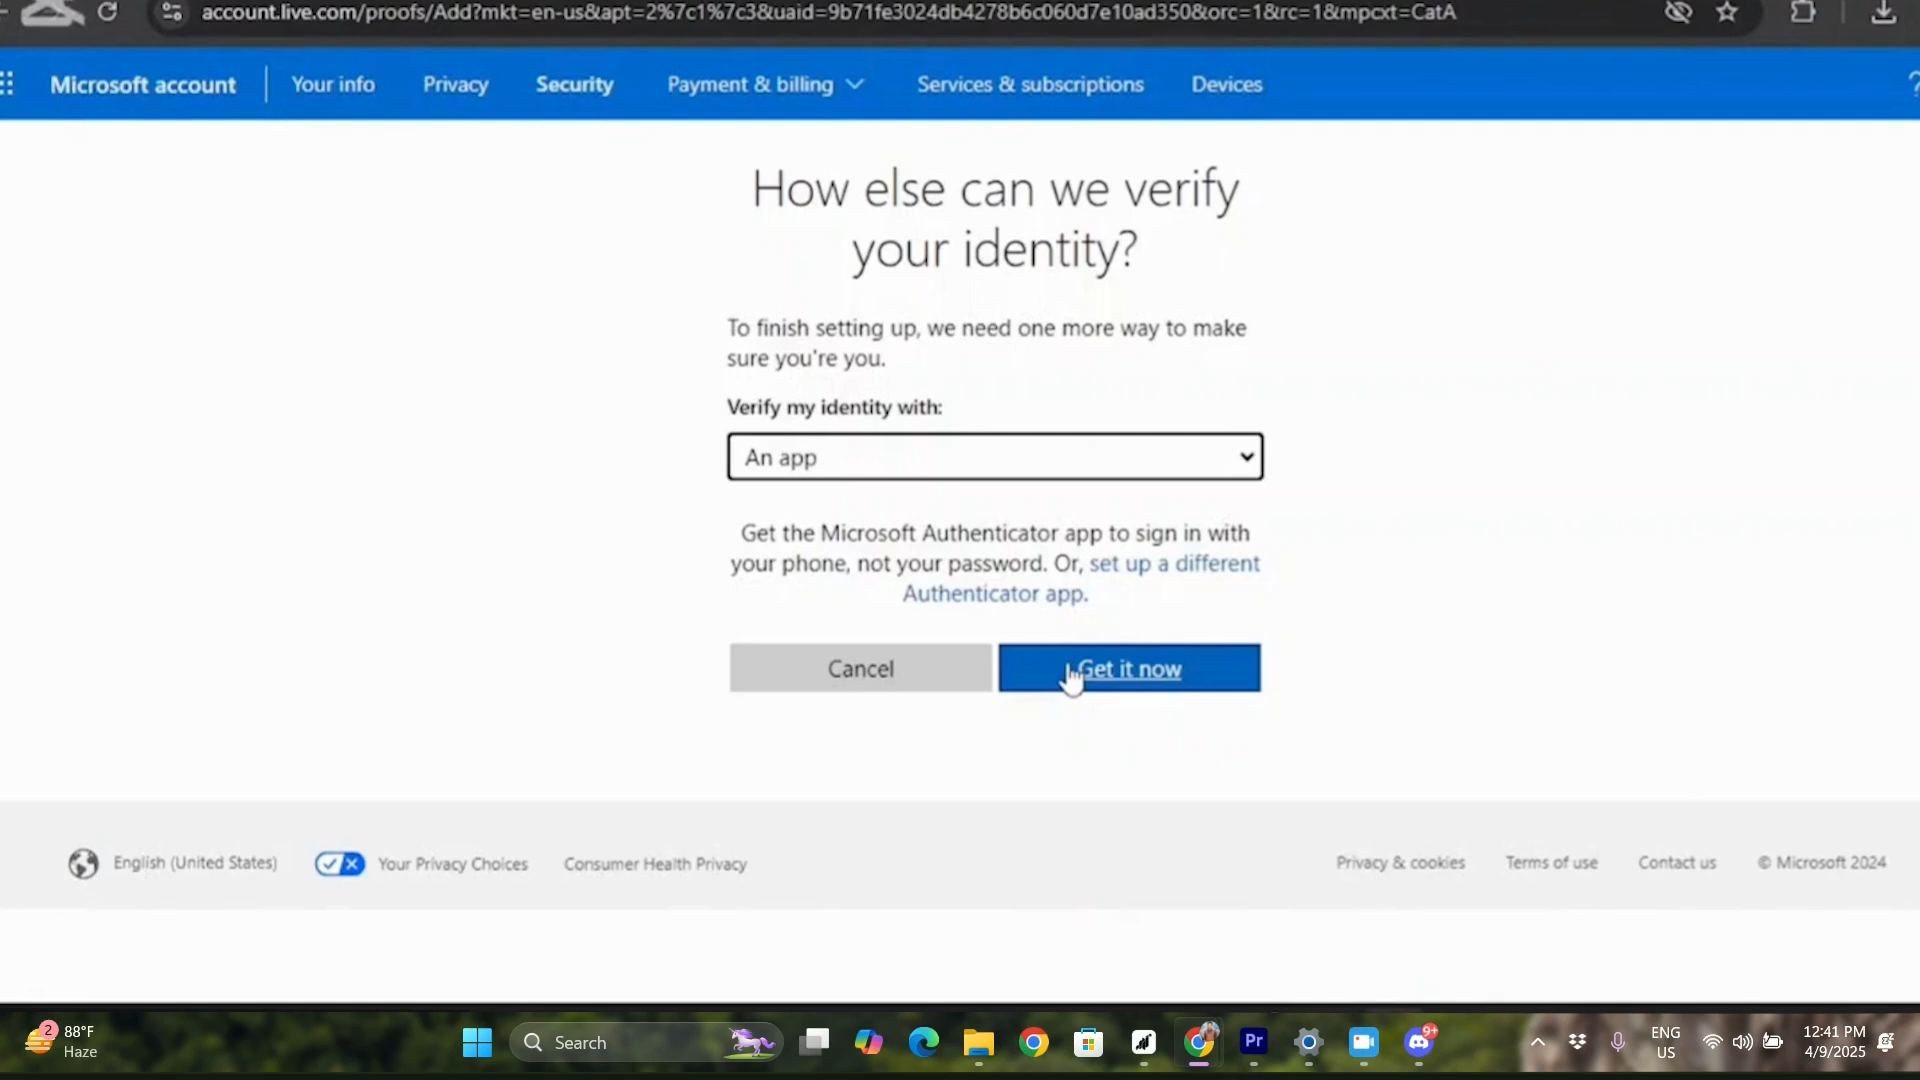 account.live.com/proofs/Add?mkt=en-us&apt=2%7c1%7c3&uaid=9b71fe3024db4278b6c060d7e10ad350&orc=1&rc=1&mpcxt=CatA
Microsoft account Your info Privacy Security Payment & billing Services & subscriptions Devices ?
How else can we verify
your identity?
To finish setting up, we need one more way to make
sure you're you.
Verify my identity with:
An app
Get the Microsoft Authenticator app to sign in with
your phone, not your password. Or, set up a different
Authenticator app.
Cancel Get it now
English (United States) Your Privacy Choices Consumer Health Privacy Privacy & cookies Terms of use Contact us © Microsoft 2024
2 88°F
Haze
Search
Pr
9+
ENG
US
12:41 PM
4/9/2025